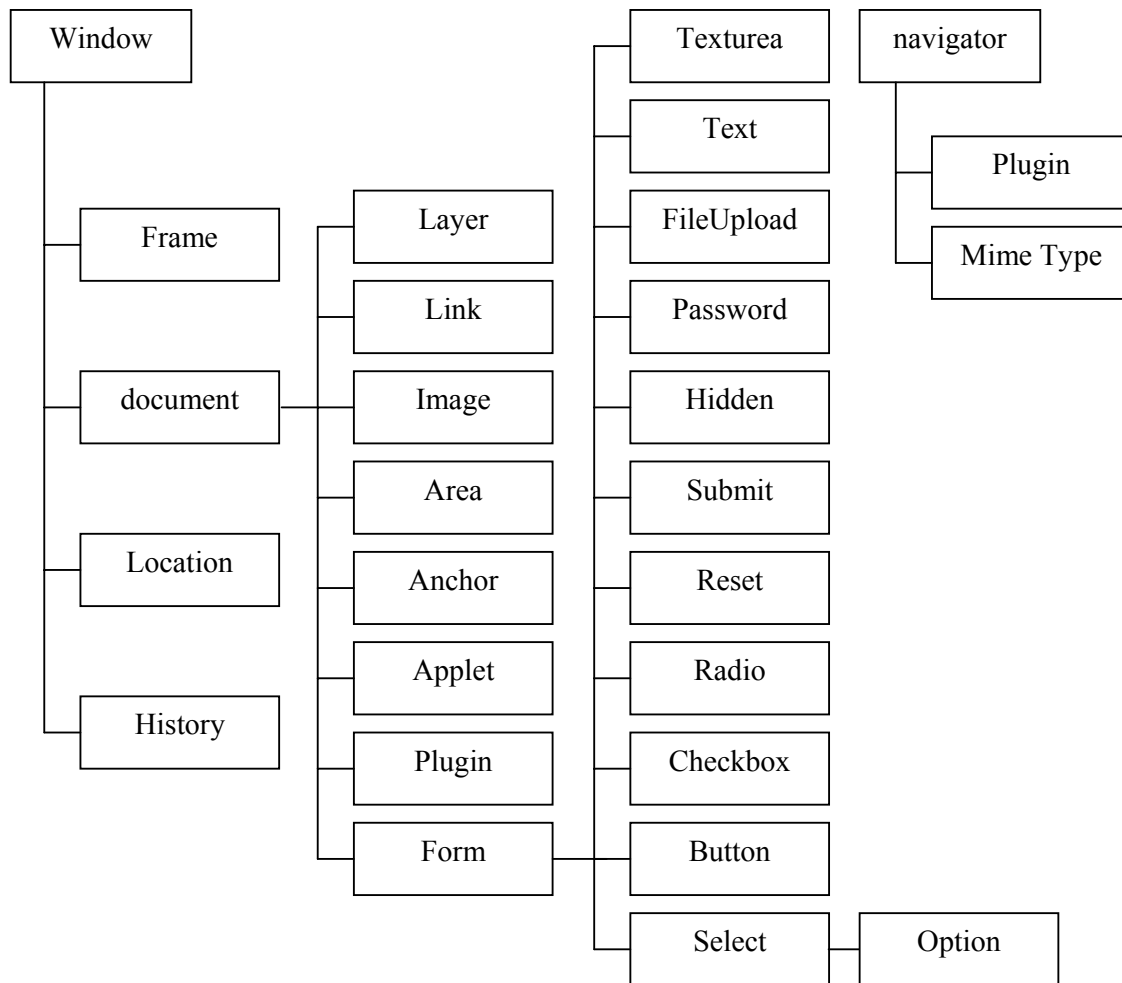 Window
Frame
document
Location
History
Layer
Link
Image
Area
Anchor
Applet
Plugin
Form
Texturea
Text
FileUpload
Password
Hidden
Submit
Reset
Radio
Checkbox
Button
Select
Option
navigator
Plugin
Mime Type